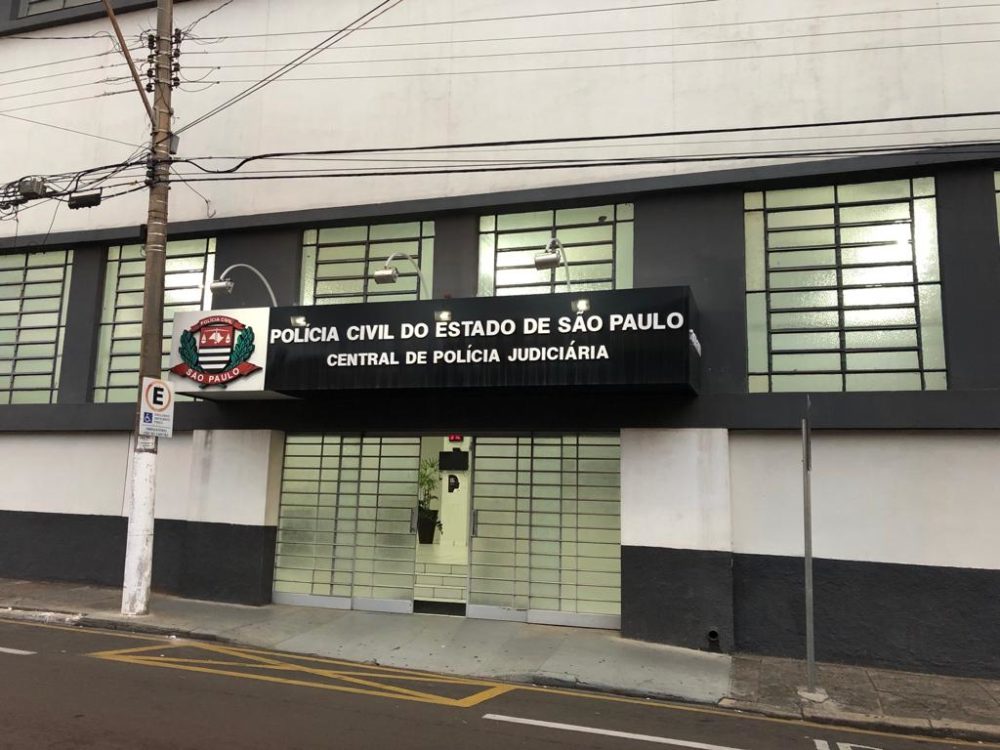 POLÍCIA CIVIL DO ESTADO DE SÃO PAULO
CENTRAL DE POLÍCIA JUDICIÁRIA
POLÍCIA CIVIL
SÃO PAULO
E